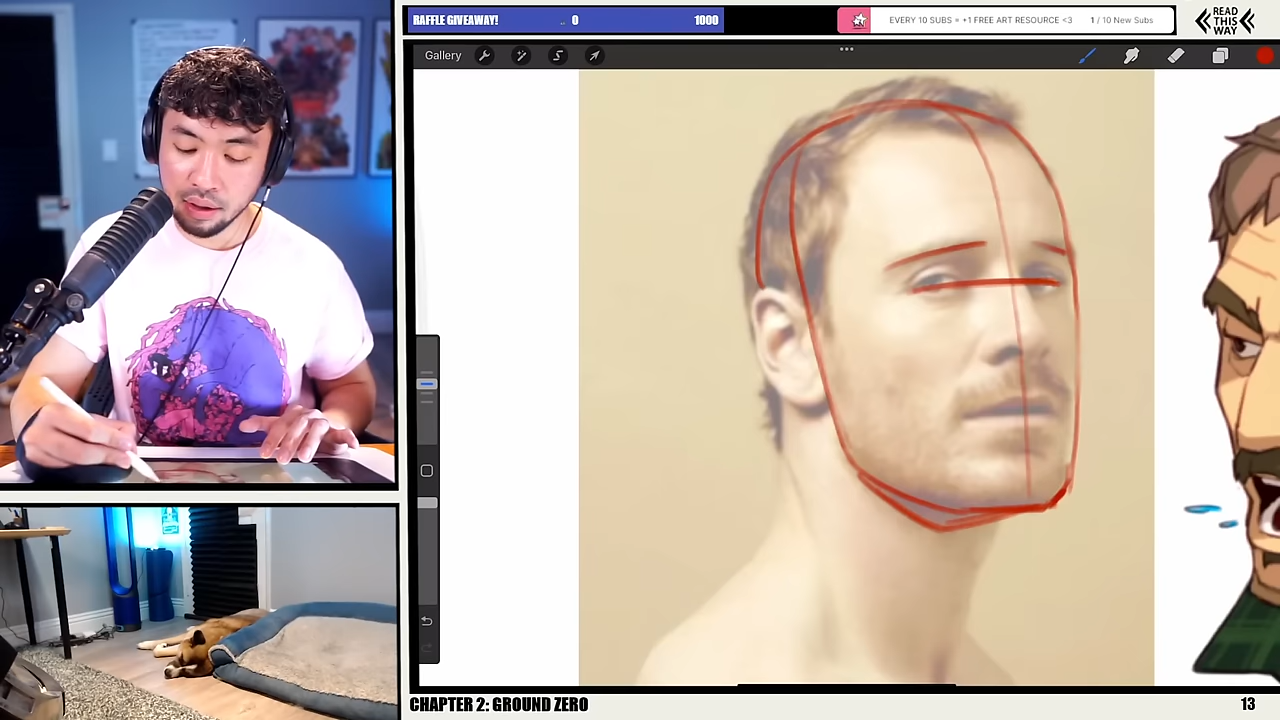 RAFFLE GIVEAWAY! 0 1000
EVERY 10 SUBS = +1 FREE ART RESOURCE <3 1 / 10 New Subs
READ
THIS
WAY
Gallery
CHAPTER 2: GROUND ZERO 13